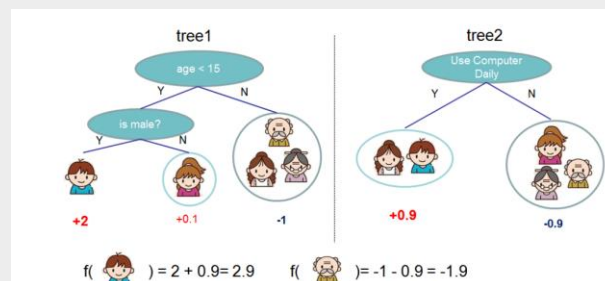 tree1
age < 15
Y
N
is male?
Y
N
+2
+0.1
-1
tree2
Use Computer
Daily
Y
N
+0.9
-0.9
f( ) = 2 + 0.9= 2.9
f( )= -1 - 0.9 = -1.9